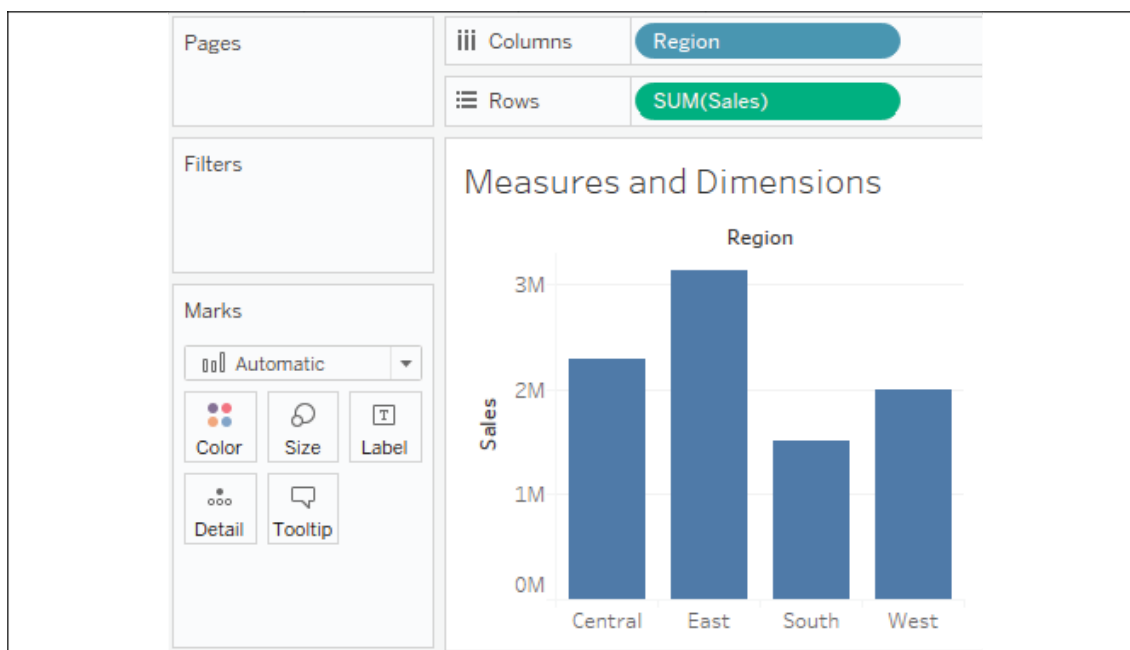 Pages
Columns
Region
Rows
SUM(Sales)
Filters
Measures and Dimensions
Marks
Automatic
Color
Size
T
Label
Detail
Tooltip
Region
Sales
3M
2M
1M
0M
Central
East
South
West